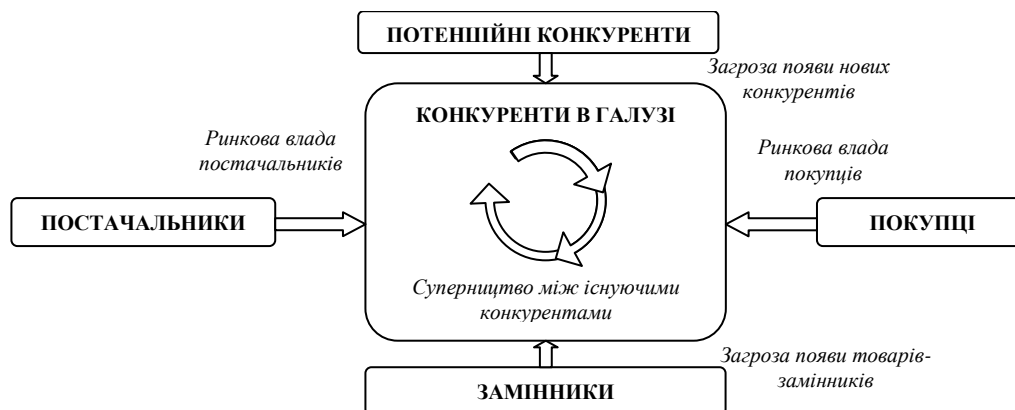 ПОТЕНШІЙНІ КОНКУРЕНТИ
Загроза появи нових
конкурентів
КОНКУРЕНТИ В ГАЛУЗІ
Ринкова влада
постачальників
Ринкова влада
покупців
ПОСТАЧАЛЬНИКИ
ПОКУПЦІ
Суперництво між існуючими
конкурентами
Загроза появи товарів-
замінників
ЗАМІННИКИ